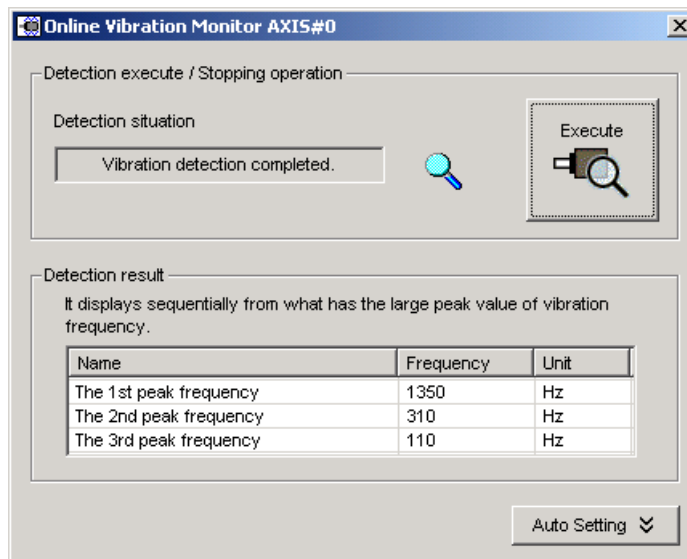 Online Vibration Monitor AXIS#0
Detection execute / Stopping operation
Detection situation
Vibration detection completed.
Execute
Detection result
It displays sequentially from what has the large peak value of vibration
frequency.
Name Frequency Unit
The 1st peak frequency 1350 Hz
The 2nd peak frequency 310 Hz
The 3rd peak frequency 110 Hz
Auto Setting